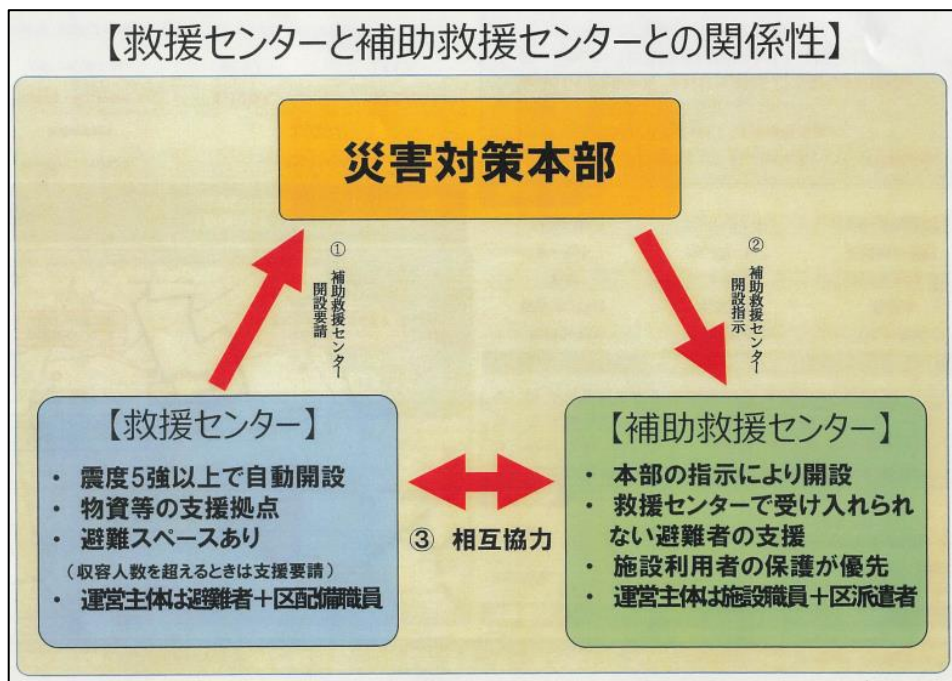 【救援センターと補助救援センターとの関係性】
災害対策本部
① 補助救援センター
開設要請
② 補助救援センター
開設指示
【救援センター】
・ 震度5強以上で自動開設
・ 物資等の支援拠点
・ 避難スペースあり
（収容人数を超えるときは支援要請）
・ 運営主体は避難者＋区配備職員
③ 相互協力
【補助救援センター】
・ 本部の指示により開設
・ 救援センターで受け入れられ
ない避難者の支援
・ 施設利用者の保護が優先
・ 運営主体は施設職員＋区派遣者